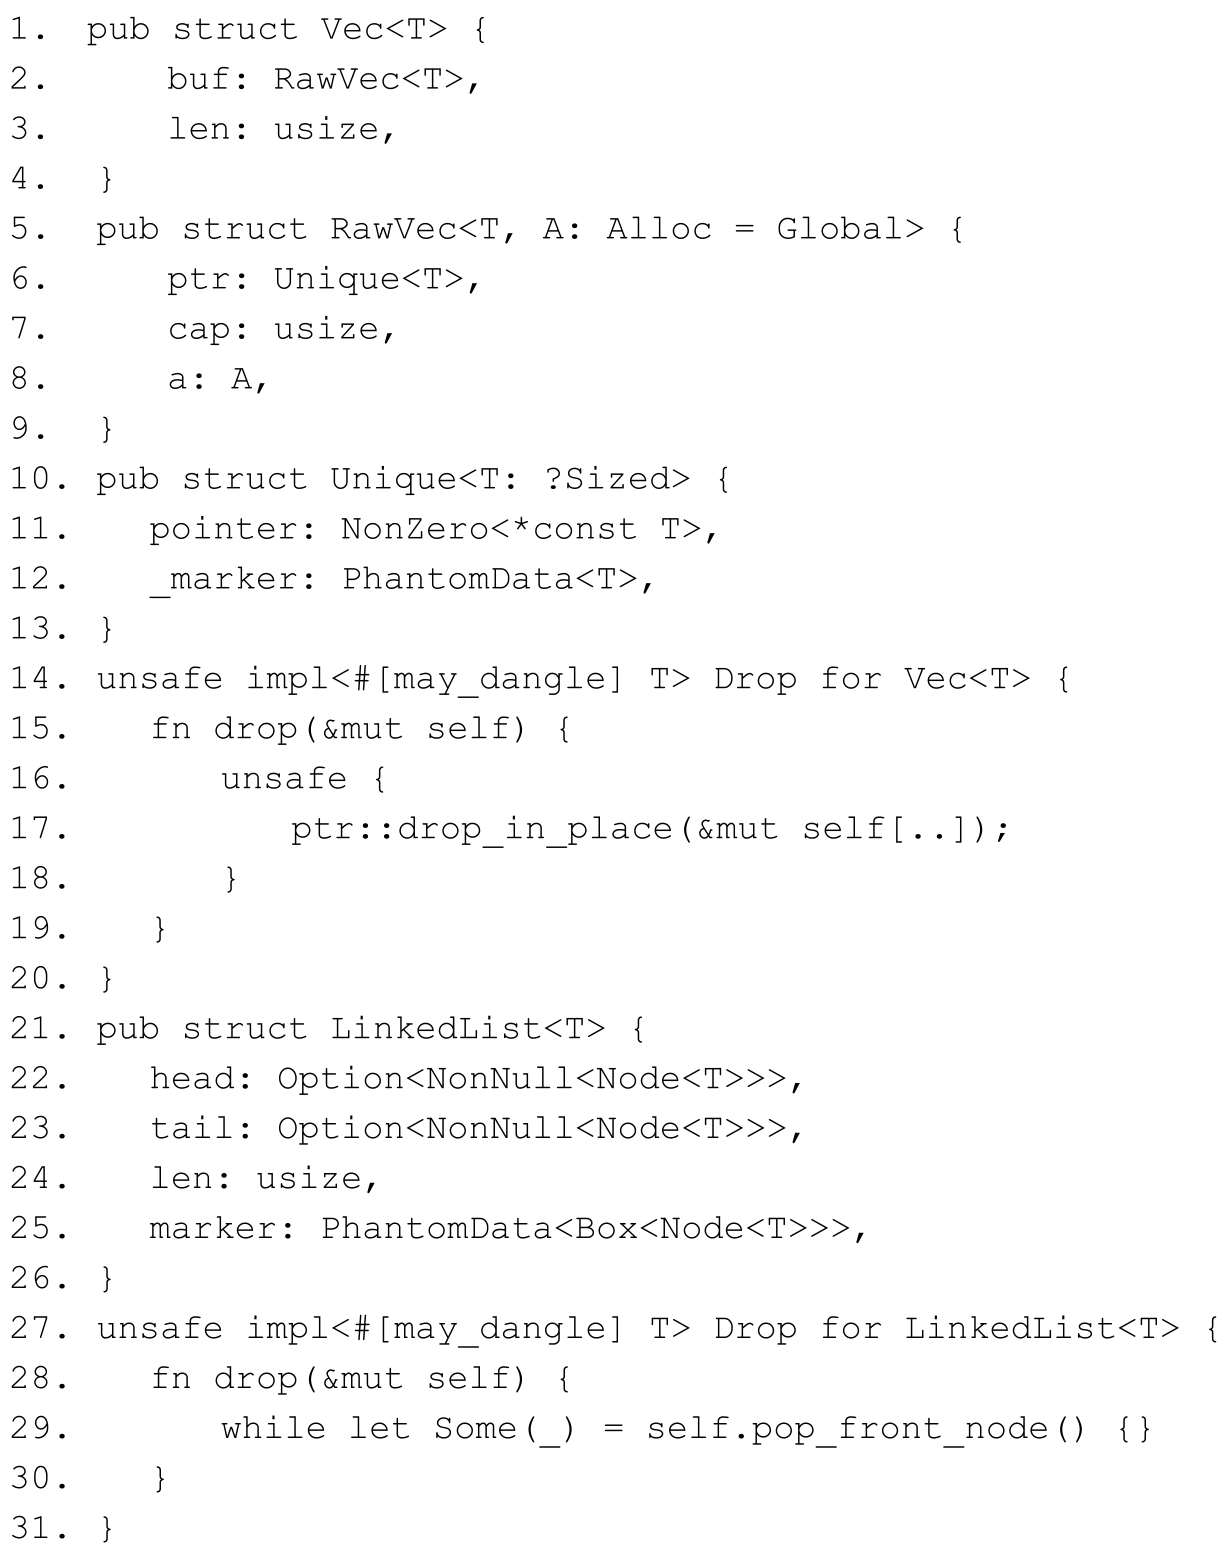 1. pub struct Vec<T> {
2.     buf: RawVec<T>,
3.     len: usize,
4.  }
5.  pub struct RawVec<T, A: Alloc = Global> {
6.     ptr: Unique<T>,
7.     cap: usize,
8.     a: A,
9.  }
10. pub struct Unique<T: ?Sized> {
11.    pointer: NonZero<*const T>,
12.    _marker: PhantomData<T>,
13. }
14. unsafe impl<#[may_dangle] T> Drop for Vec<T> {
15.    fn drop(&mut self) {
16.       unsafe {
17.          ptr::drop_in_place(&mut self[..]);
18.       }
19.    }
20. }
21. pub struct LinkedList<T> {
22.    head: Option<NonNull<Node<T>>>,
23.    tail: Option<NonNull<Node<T>>>,
24.    len: usize,
25.    marker: PhantomData<Box<Node<T>>>,
26. }
27. unsafe impl<#[may_dangle] T> Drop for LinkedList<T> {
28.    fn drop(&mut self) {
29.       while let Some(_) = self.pop_front_node() {}
30.    }
31. }